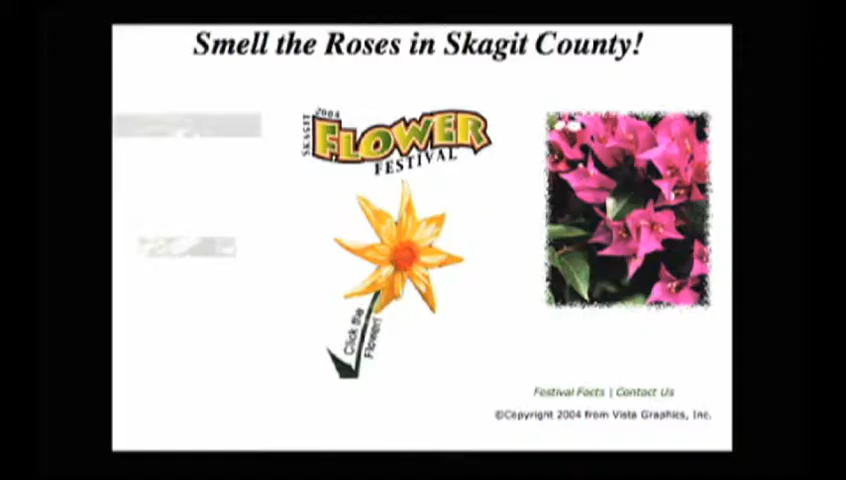 Smell the Roses in Skagit County!
SKAGIT
2004
FLOWER
FESTIVAL
Click the
Flower!
Festival Facts | Contact Us
©Copyright 2004 from Vista Graphics, Inc.